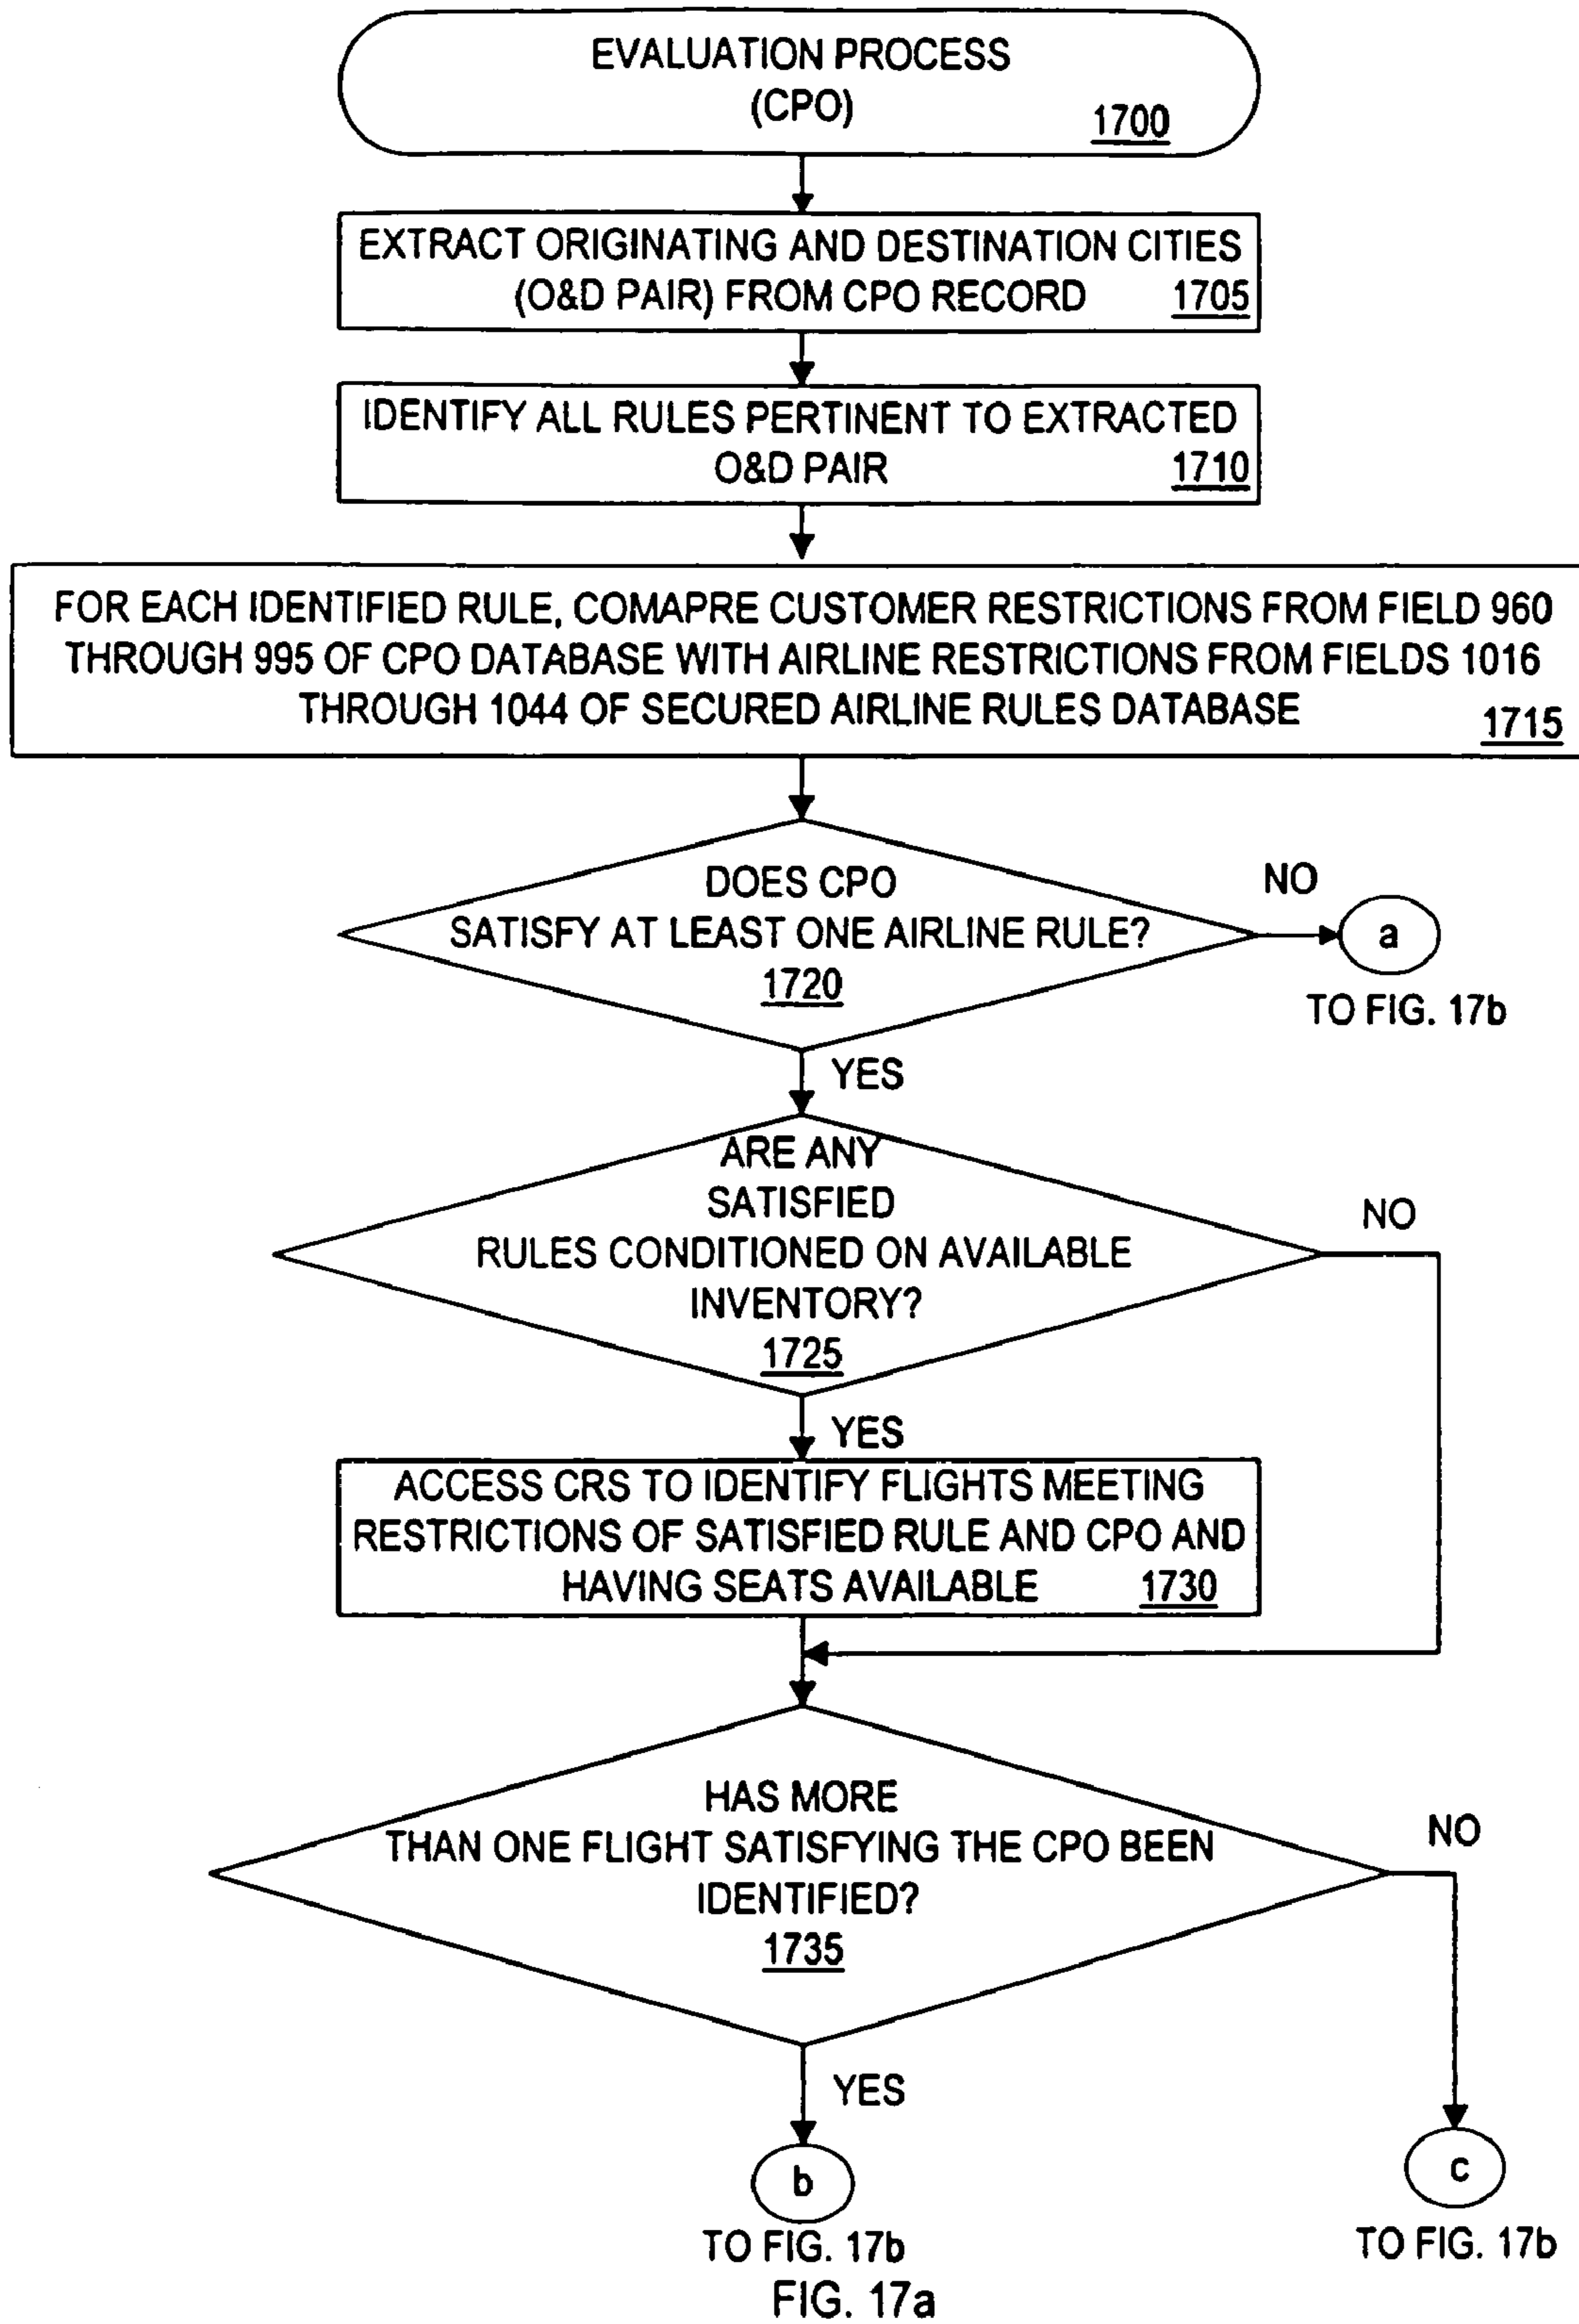 EVALUATION PROCESS
(CPO)
1700
EXTRACT ORIGINATING AND DESTINATION CITIES
(O&D PAIR) FROM CPO RECORD 1705
IDENTIFY ALL RULES PERTINENT TO EXTRACTED
O&D PAIR 1710
FOR EACH IDENTIFIED RULE, COMAPRE CUSTOMER RESTRICTIONS FROM FIELD 960
THROUGH 995 OF CPO DATABASE WITH AIRLINE RESTRICTIONS FROM FIELDS 1016
THROUGH 1044 OF SECURED AIRLINE RULES DATABASE 1715
DOES CPO
SATISFY AT LEAST ONE AIRLINE RULE?
1720
NO
a
TO FIG. 17b
YES
ARE ANY
SATISFIED
RULES CONDITIONED ON AVAILABLE
INVENTORY?
1725
NO
YES
ACCESS CRS TO IDENTIFY FLIGHTS MEETING
RESTRICTIONS OF SATISFIED RULE AND CPO AND
HAVING SEATS AVAILABLE 1730
HAS MORE
THAN ONE FLIGHT SATISFYING THE CPO BEEN
IDENTIFIED?
1735
NO
YES
b
TO FIG. 17b
c
TO FIG. 17b
FIG. 17a